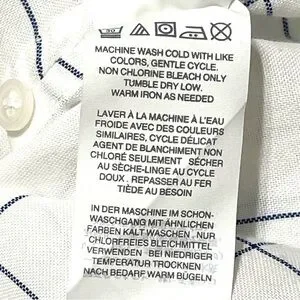 30
MACHINE WASH COLD WITH LIKE
COLORS, GENTLE CYCLE.
NON CHLORINE BLEACH ONLY
TUMBLE DRY LOW.
WARM IRON AS NEEDED
LAVER À LA MACHINE À L'EAU
FROIDE AVEC DES COULEURS
SIMILAIRES, CYCLE DÉLICAT
AGENT DE BLANCHIMENT NON
CHLORÉ SEULEMENT SÉCHER
AU SÈCHE-LINGE AU CYCLE
DOUX. REPASSER AU FER
TIÈDE AU BESOIN
IN DER MASCHINE IM SCHON-
WASCHGANG MIT ÄHNLICHEN
FARBEN KALT WASCHEN. NUR
CHLORFREIES BLEICHMITTEL
VERWENDEN BEI NIEDRIGER
TEMPERATUR TROCKNEN
NACH BEDARF WARM BÜGELN